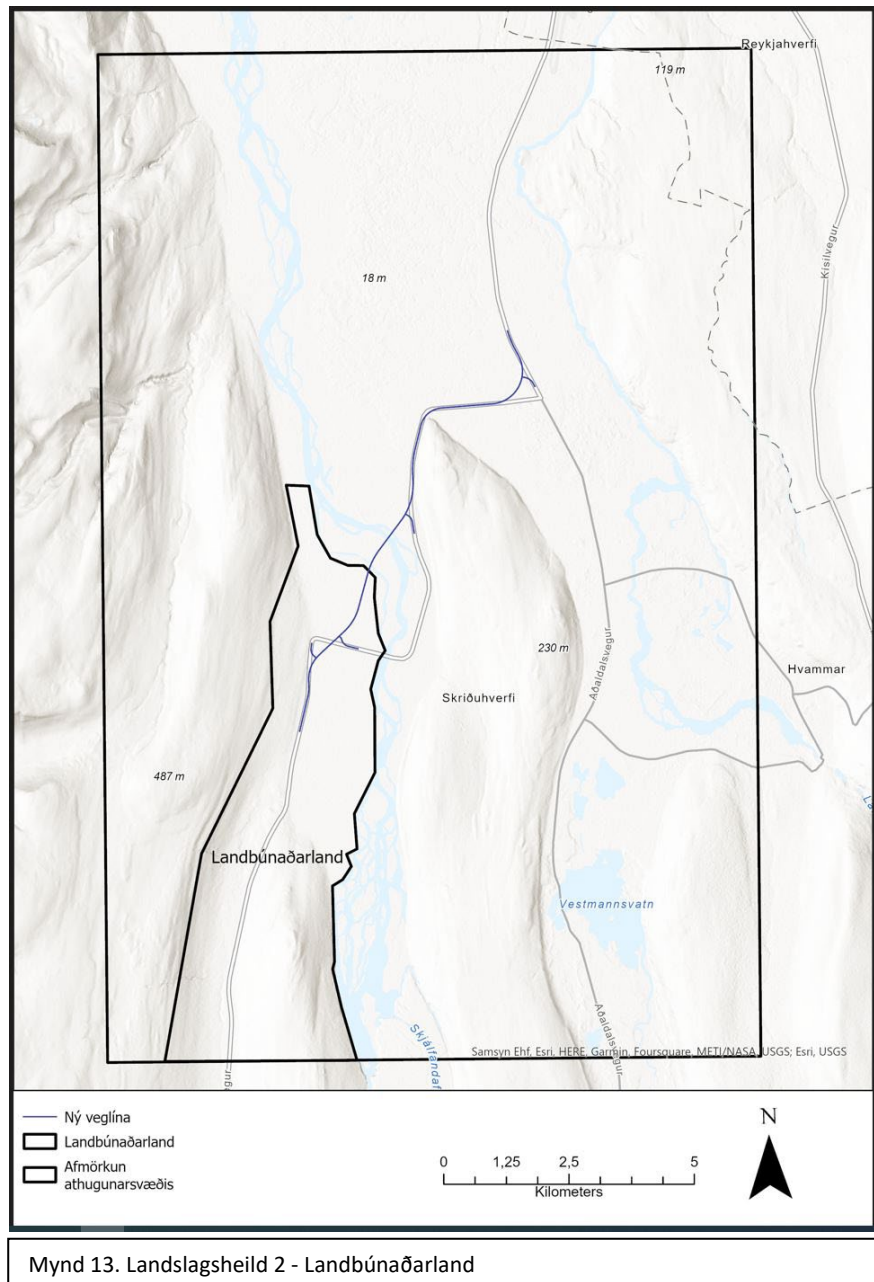 Reykjahverfi
119 m
Kísilvegur
18 m
230 m
Aðaldalsvegur
Hvammar
Skriðuhverfi
487 m
Landbúnaðarland
Vestmannsvatn
Aðaldalsvegur
Skjálfandaf
Samsýn Ehf, Esri, HERE, Garmin, Foursquare, METI/NASA, USGS; Esri, USGS
egur
Ný veglína
Landbúnaðarland
Afmörkun
athugunarsvæðis
N
0 1,25 2,5 5
Kilometers
Mynd 13. Landslagsheild 2 - Landbúnaðarland